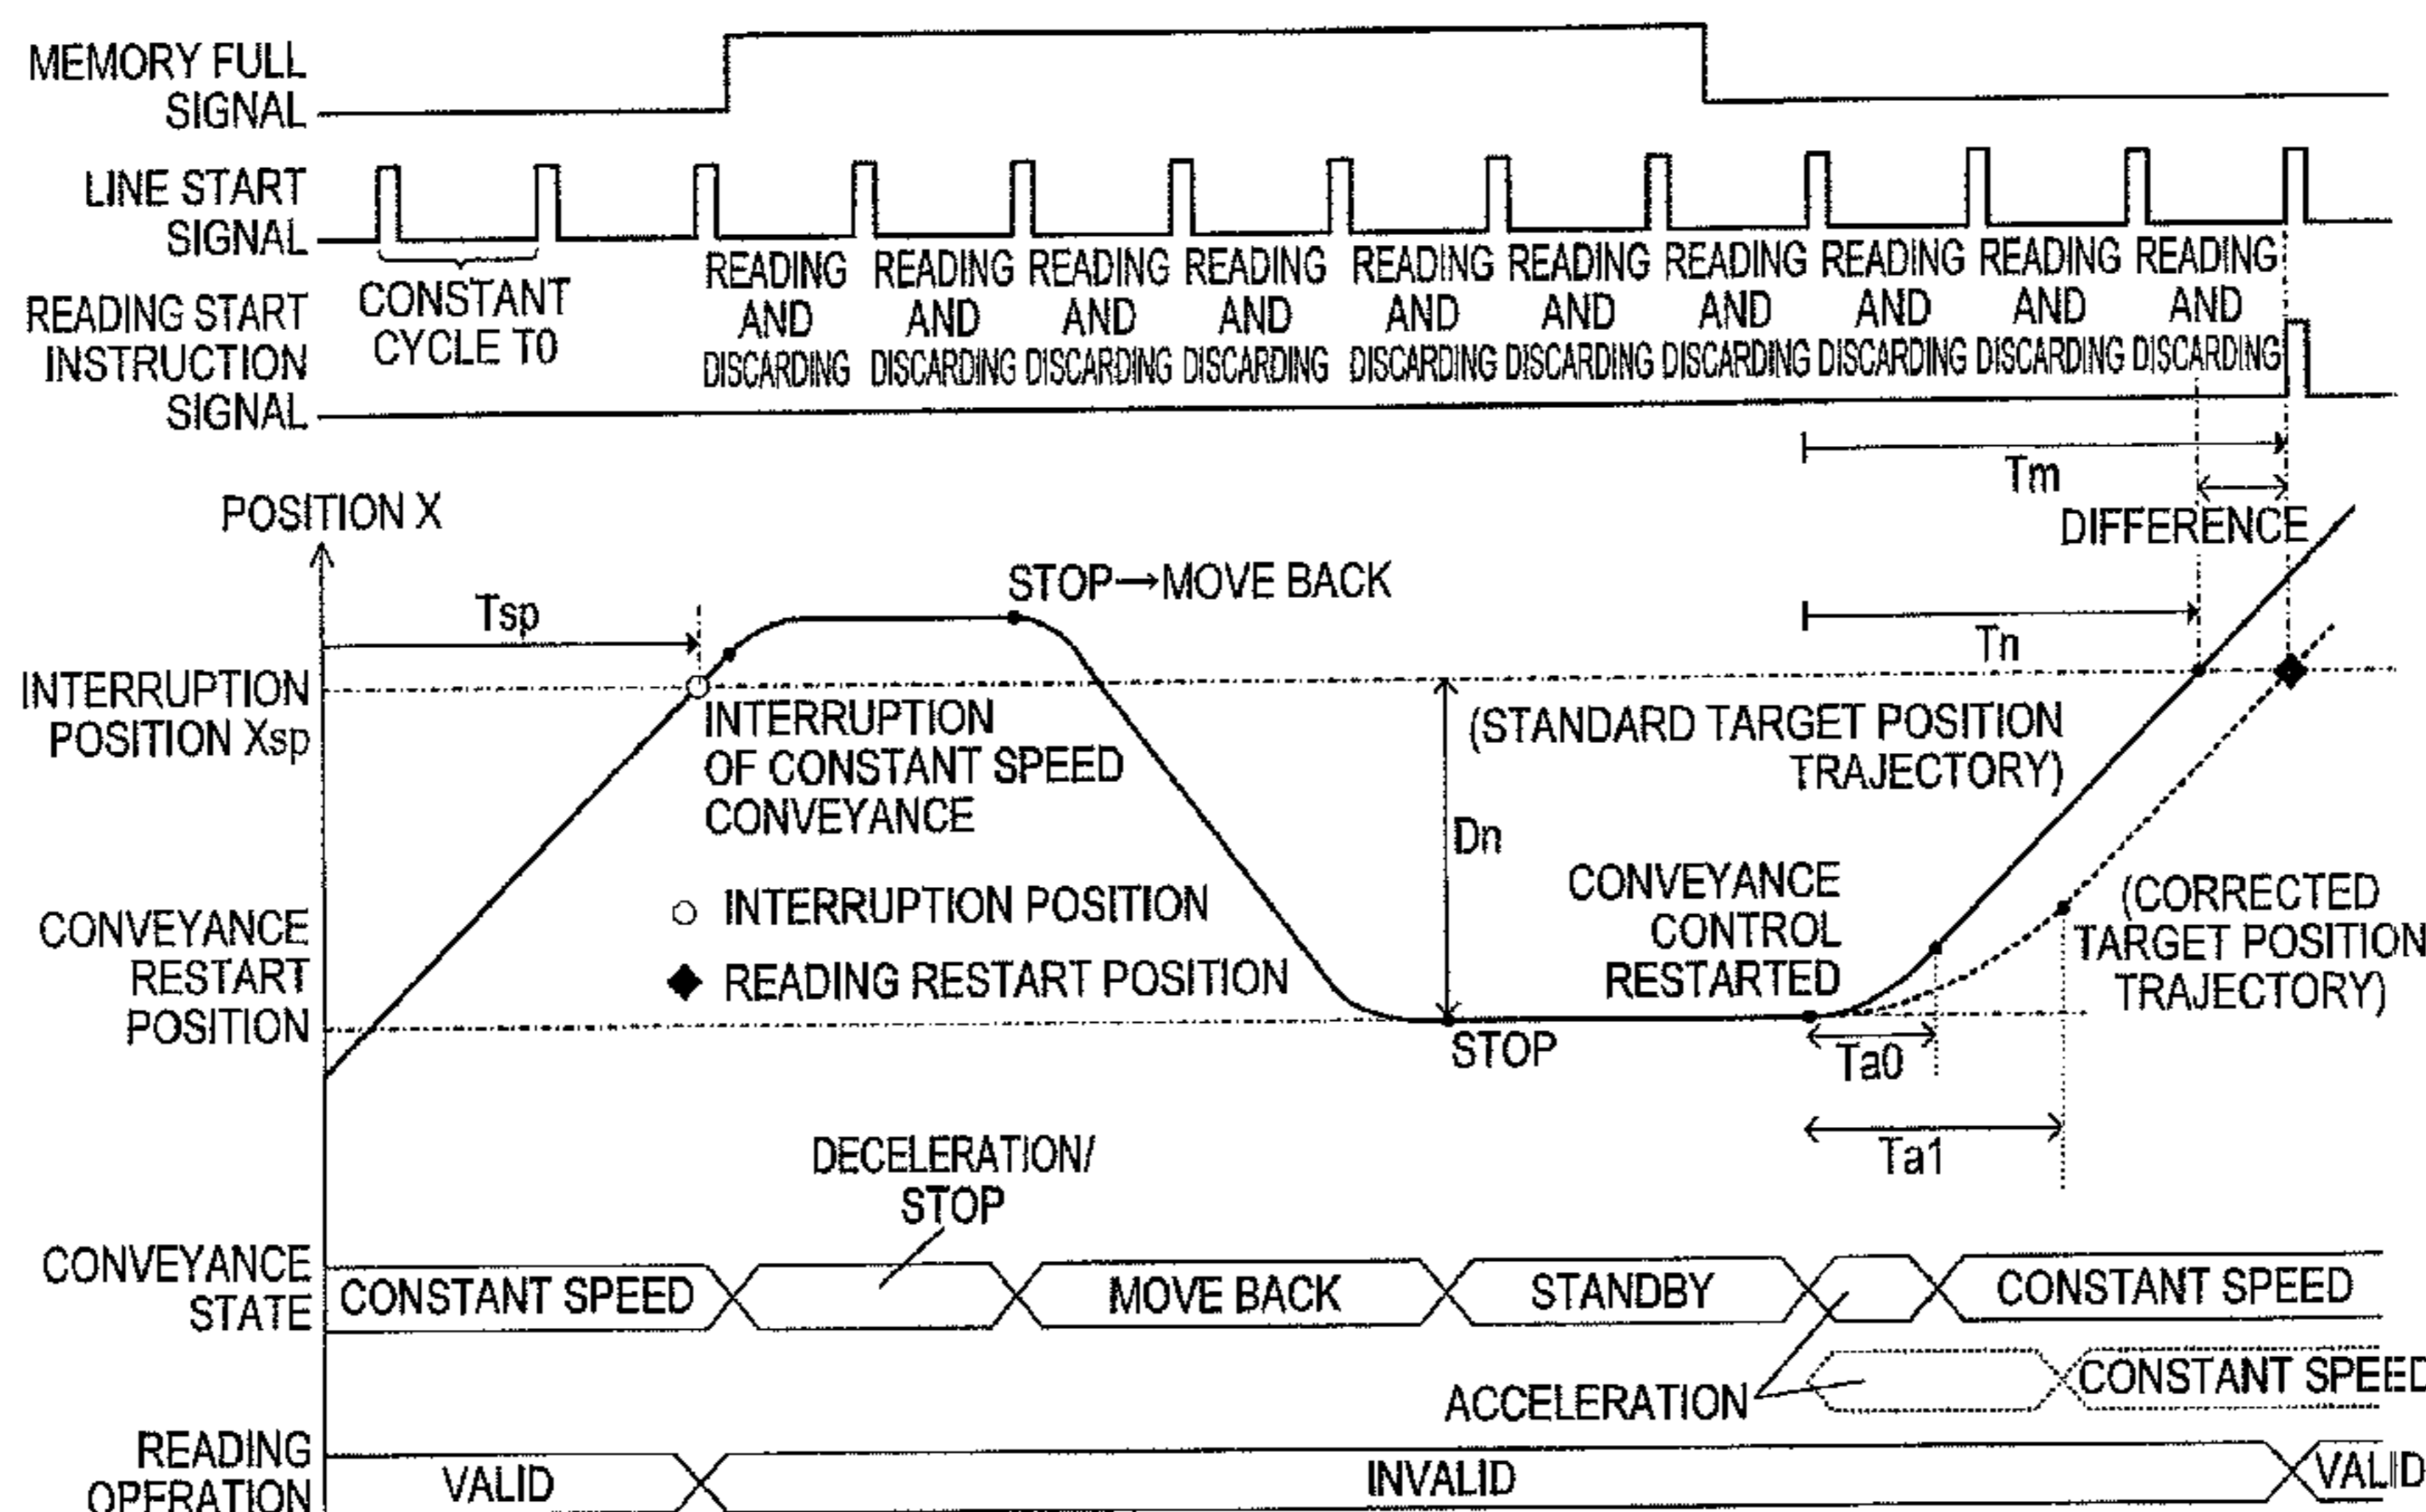 MEMORY FULL
SIGNAL
LINE START
SIGNAL
CONSTANT
CYCLE T0
READING READING READING READING READING READING READING READING READING READING
AND AND AND AND AND AND AND AND AND AND
DISCARDING DISCARDING DISCARDING DISCARDING DISCARDING DISCARDING DISCARDING DISCARDING DISCARDING DISCARDING
READING START
INSTRUCTION
SIGNAL
Tm
DIFFERENCE
POSITION X
Tsp
STOP→MOVE BACK
Tn
INTERRUPTION
POSITION Xsp
INTERRUPTION
OF CONSTANT SPEED
CONVEYANCE
(STANDARD TARGET POSITION
TRAJECTORY)
Dn
○ INTERRUPTION POSITION
◆ READING RESTART POSITION
CONVEYANCE
RESTART
POSITION
CONVEYANCE
CONTROL
RESTARTED
(CORRECTED
TARGET POSITION
TRAJECTORY)
STOP
Ta0
Ta1
DECELERATION/
STOP
CONVEYANCE
STATE
CONSTANT SPEED
MOVE BACK
STANDBY
CONSTANT SPEED
ACCELERATION
CONSTANT SPEED
READING
OPERATION
VALID
INVALID
VALID